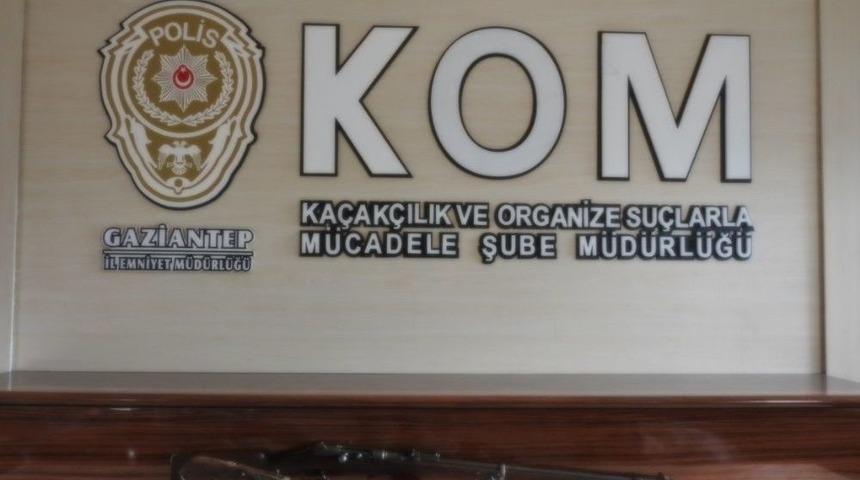 POLİS
KOM
KAÇAKÇILIK VE ORGANİZE SUÇLARLA
MÜCADELE ŞUBE MÜDÜRLÜĞÜ
GAZİANTEP
İL EMNİYET MÜDÜRLÜĞÜ